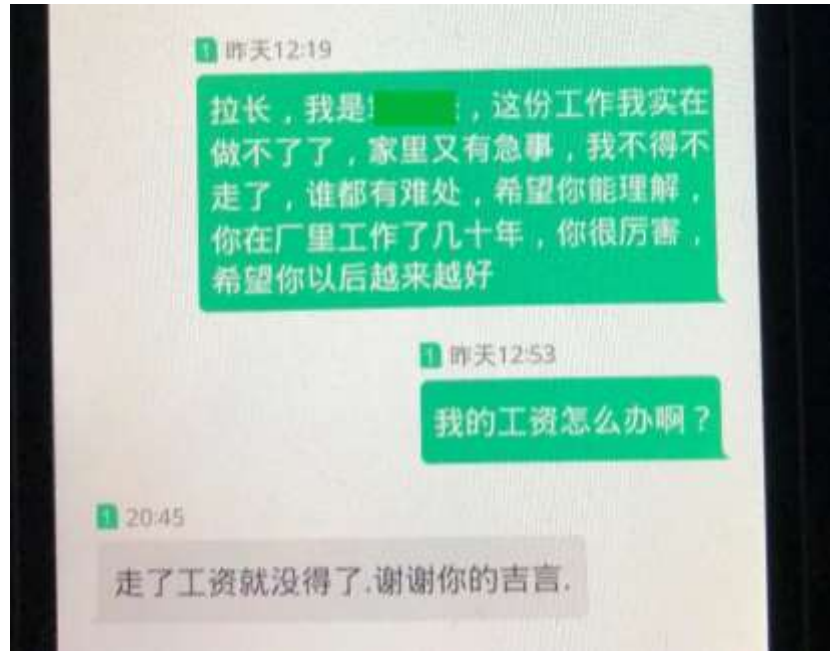 1 昨天12:19
拉长，我是，这份工作我实在
做不了了，家里又有急事，我不得不
走了，谁都有难处，希望你能理解，
你在厂里工作了几十年，你很厉害，
希望你以后越来越好
1 昨天12:53
我的工资怎么办啊？
1 20:45
走了工资就没得了.谢谢你的吉言.